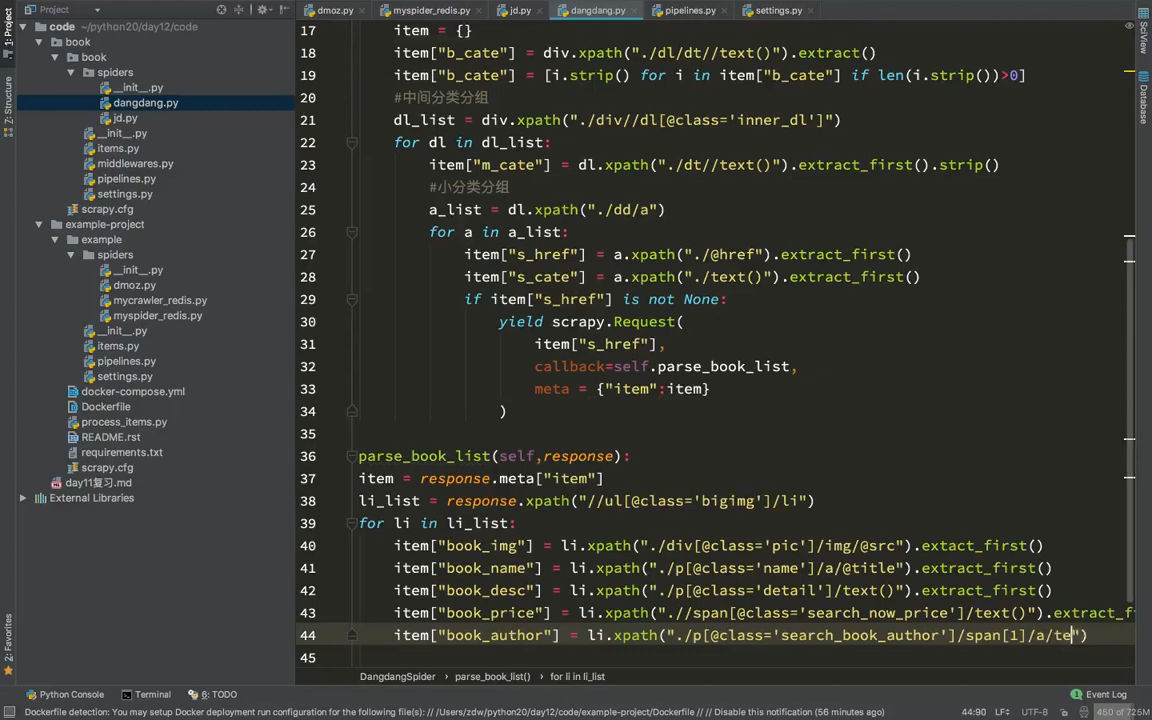 Project
dmoz.py
myspider_redis.py
jd.py
dangdang.py
pipelines.py
settings.py
1: Project
Z: Structure
2: Favorites
SciView
Database
code ~/python20/day12/code
book
book
spiders
__init__.py
dangdang.py
jd.py
__init__.py
items.py
middlewares.py
pipelines.py
settings.py
scrapy.cfg
example-project
example
spiders
__init__.py
dmoz.py
mycrawler_redis.py
myspider_redis.py
__init__.py
items.py
pipelines.py
settings.py
docker-compose.yml
Dockerfile
process_items.py
README.rst
requirements.txt
scrapy.cfg
day11复习.md
External Libraries
17 item = {}
18 item["b_cate"] = div.xpath("./dl/dt//text()").extract()
19 item["b_cate"] = [i.strip() for i in item["b_cate"] if len(i.strip())>0]
20 #中间分类分组
21 dl_list = div.xpath("./div//dl[@class='inner_dl']")
22 for dl in dl_list:
23 item["m_cate"] = dl.xpath("./dt//text()").extract_first().strip()
24 #小分类分组
25 a_list = dl.xpath("./dd/a")
26 for a in a_list:
27 item["s_href"] = a.xpath("./@href").extract_first()
28 item["s_cate"] = a.xpath("./text()").extract_first()
29 if item["s_href"] is not None:
30 yield scrapy.Request(
31 item["s_href"],
32 callback=self.parse_book_list,
33 meta = {"item":item}
34 )
35
36 parse_book_list(self,response):
37 item = response.meta["item"]
38 li_list = response.xpath("//ul[@class='bigimg']/li")
39 for li in li_list:
40 item["book_img"] = li.xpath("./div[@class='pic']/img/@src").extact_first()
41 item["book_name"] = li.xpath("./p[@class='name']/a/@title").extract_first()
42 item["book_desc"] = li.xpath("./p[@class='detail']/text()").extract_first()
43 item["book_price"] = li.xpath(".//span[@class='search_now_price']/text()").extract_f
44 item["book_author"] = li.xpath("./p[@class='search_book_author']/span[1]/a/te")
45
DangdangSpider parse_book_list() for li in li_list
Python Console
Terminal
6: TODO
Event Log
Dockerfile detection: You may setup Docker deployment run configuration for the following file(s): // /Users/zdw/python20/day12/code/example-project/Dockerfile // // Disable this notification (56 minutes ago)
44:90 LF÷ UTF-8 450 of 725M